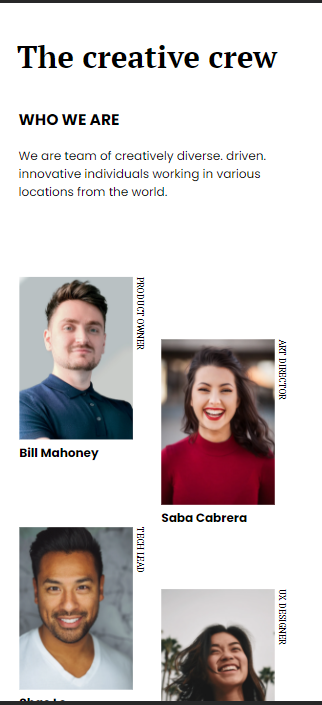 The creative crew
WHO WE ARE
We are team of creatively diverse. driven.
innovative individuals working in various
locations from the world.
PRODUCT OWNER
Bill Mahoney
ART DIRECTOR
Saba Cabrera
TECH LEAD
UX DESIGNER